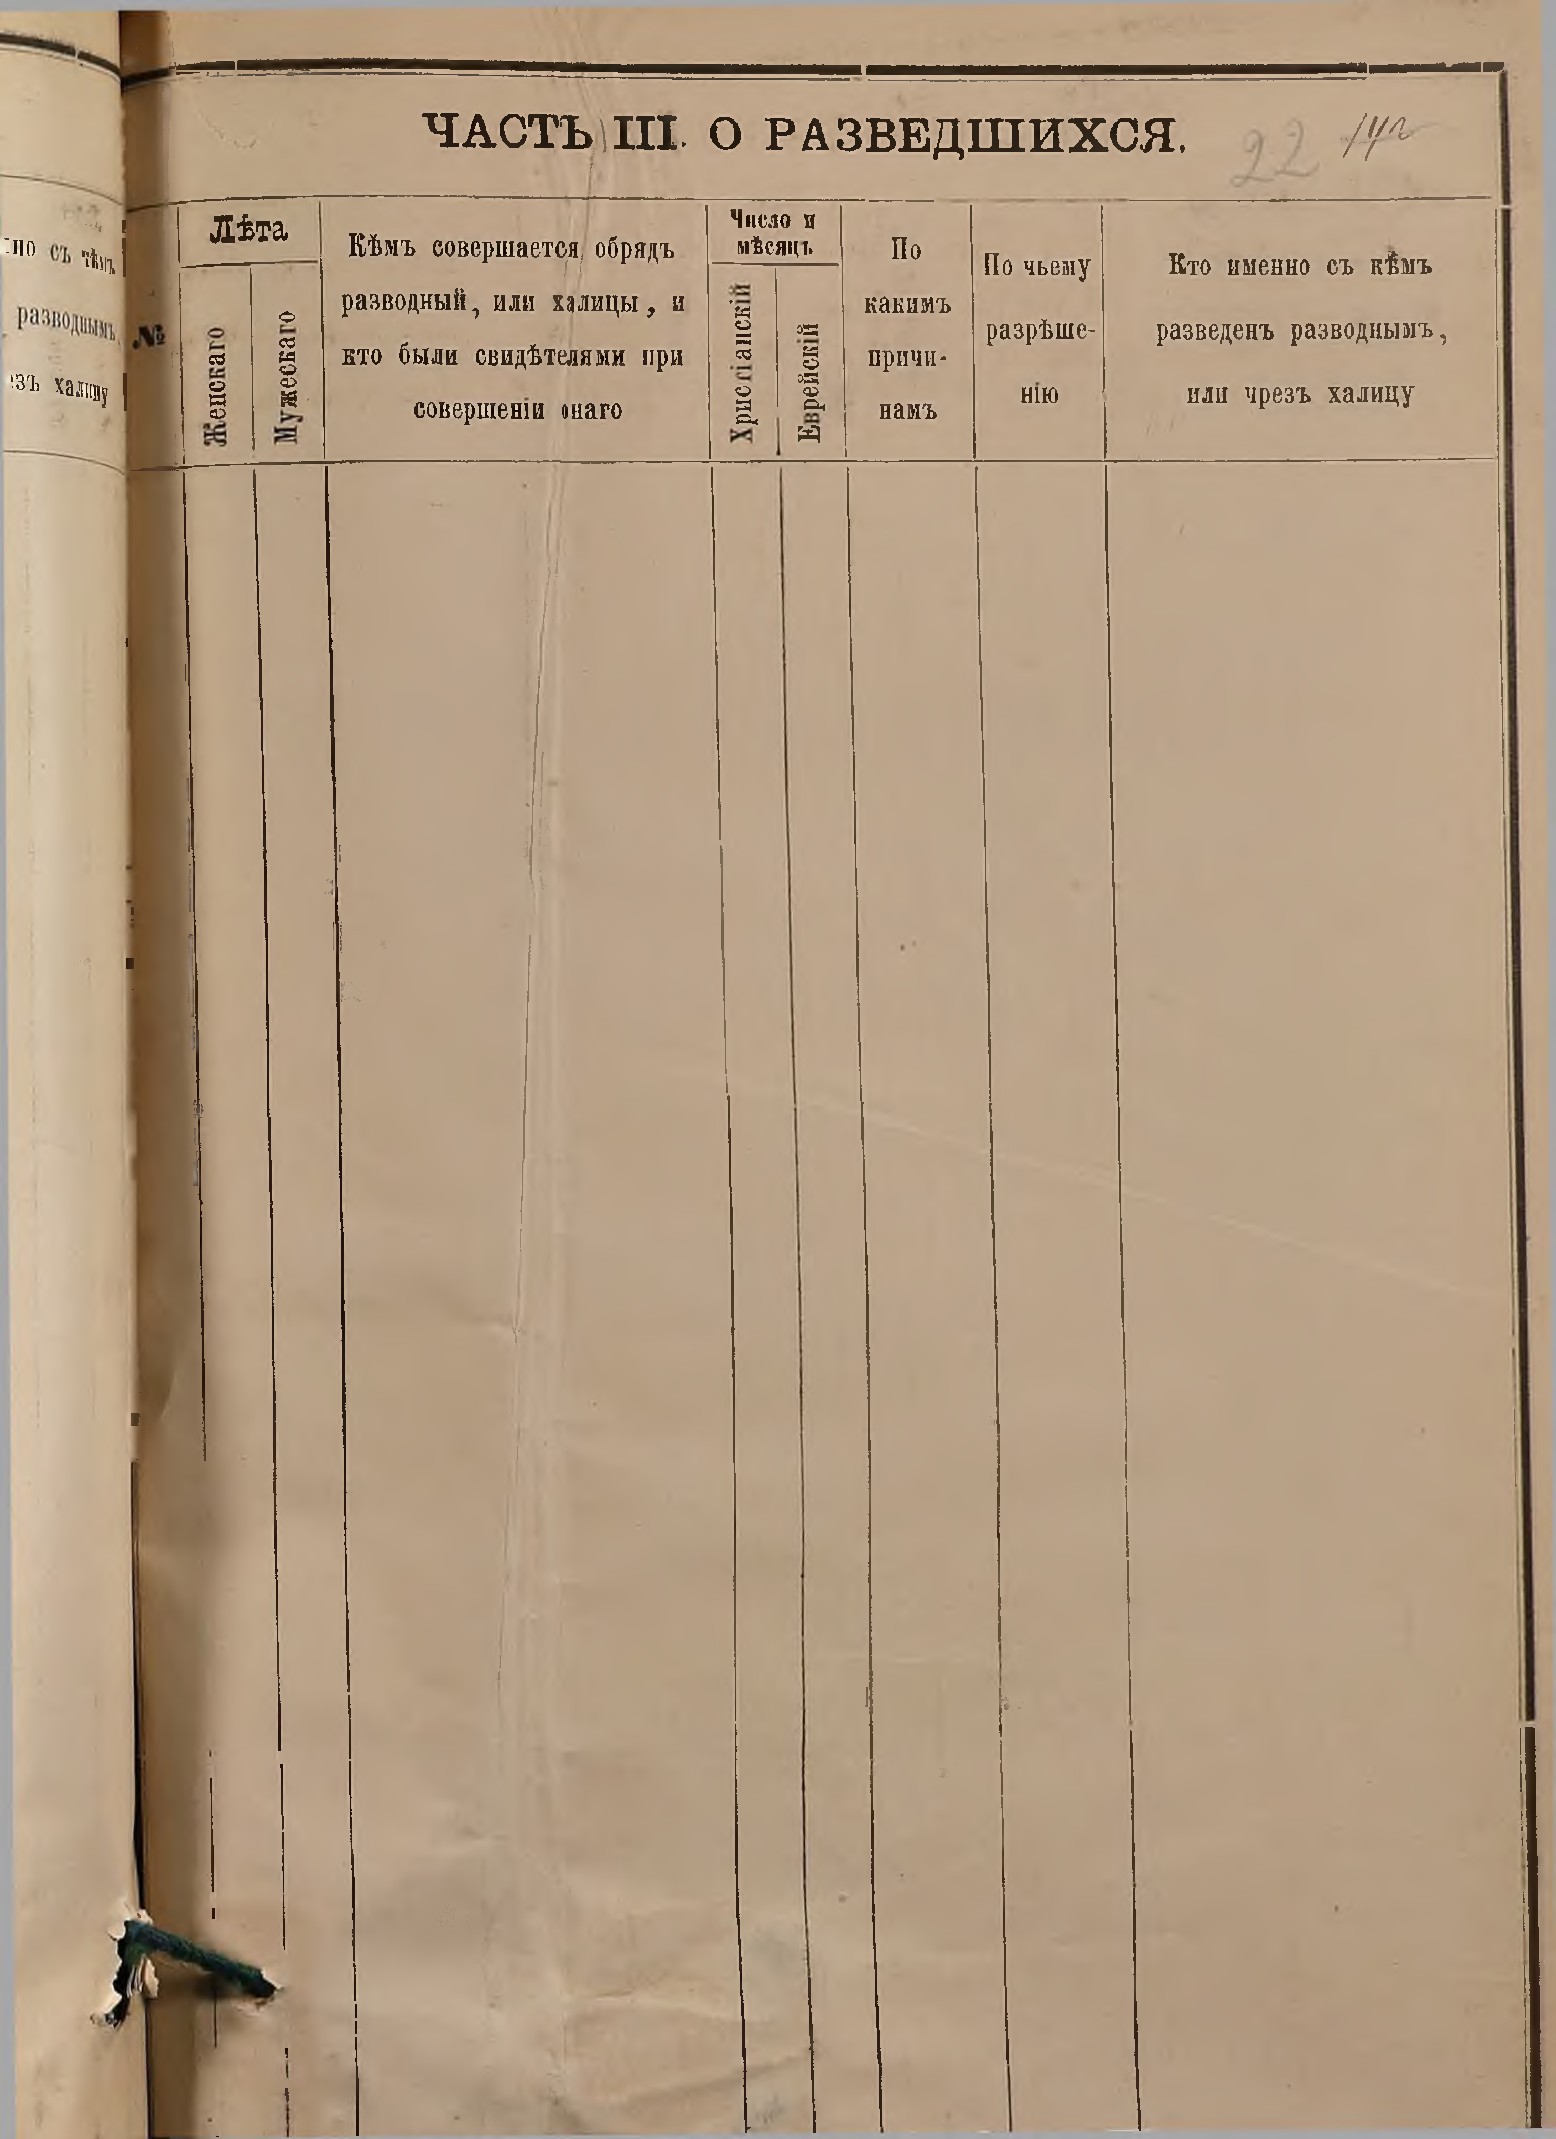 ЧАСТЬ III. О РАЗВЕДШИХСЯ.
22
но съ тѣмъ
разводнымъ,
езъ халицу
№
Лѣта
Женскаго
Мужескаго
Кѣмъ совершается обрядъ
разводный, или халицы, и
кто были свидѣтелями при
совершеніи онаго
Число и
мѣсяцъ
Христіанскій
Еврейскій
По
какимъ
причи-
намъ
По чьему
разрѣше-
нію
Кто именно съ кѣмъ
разведенъ разводнымъ,
или чрезъ халицу